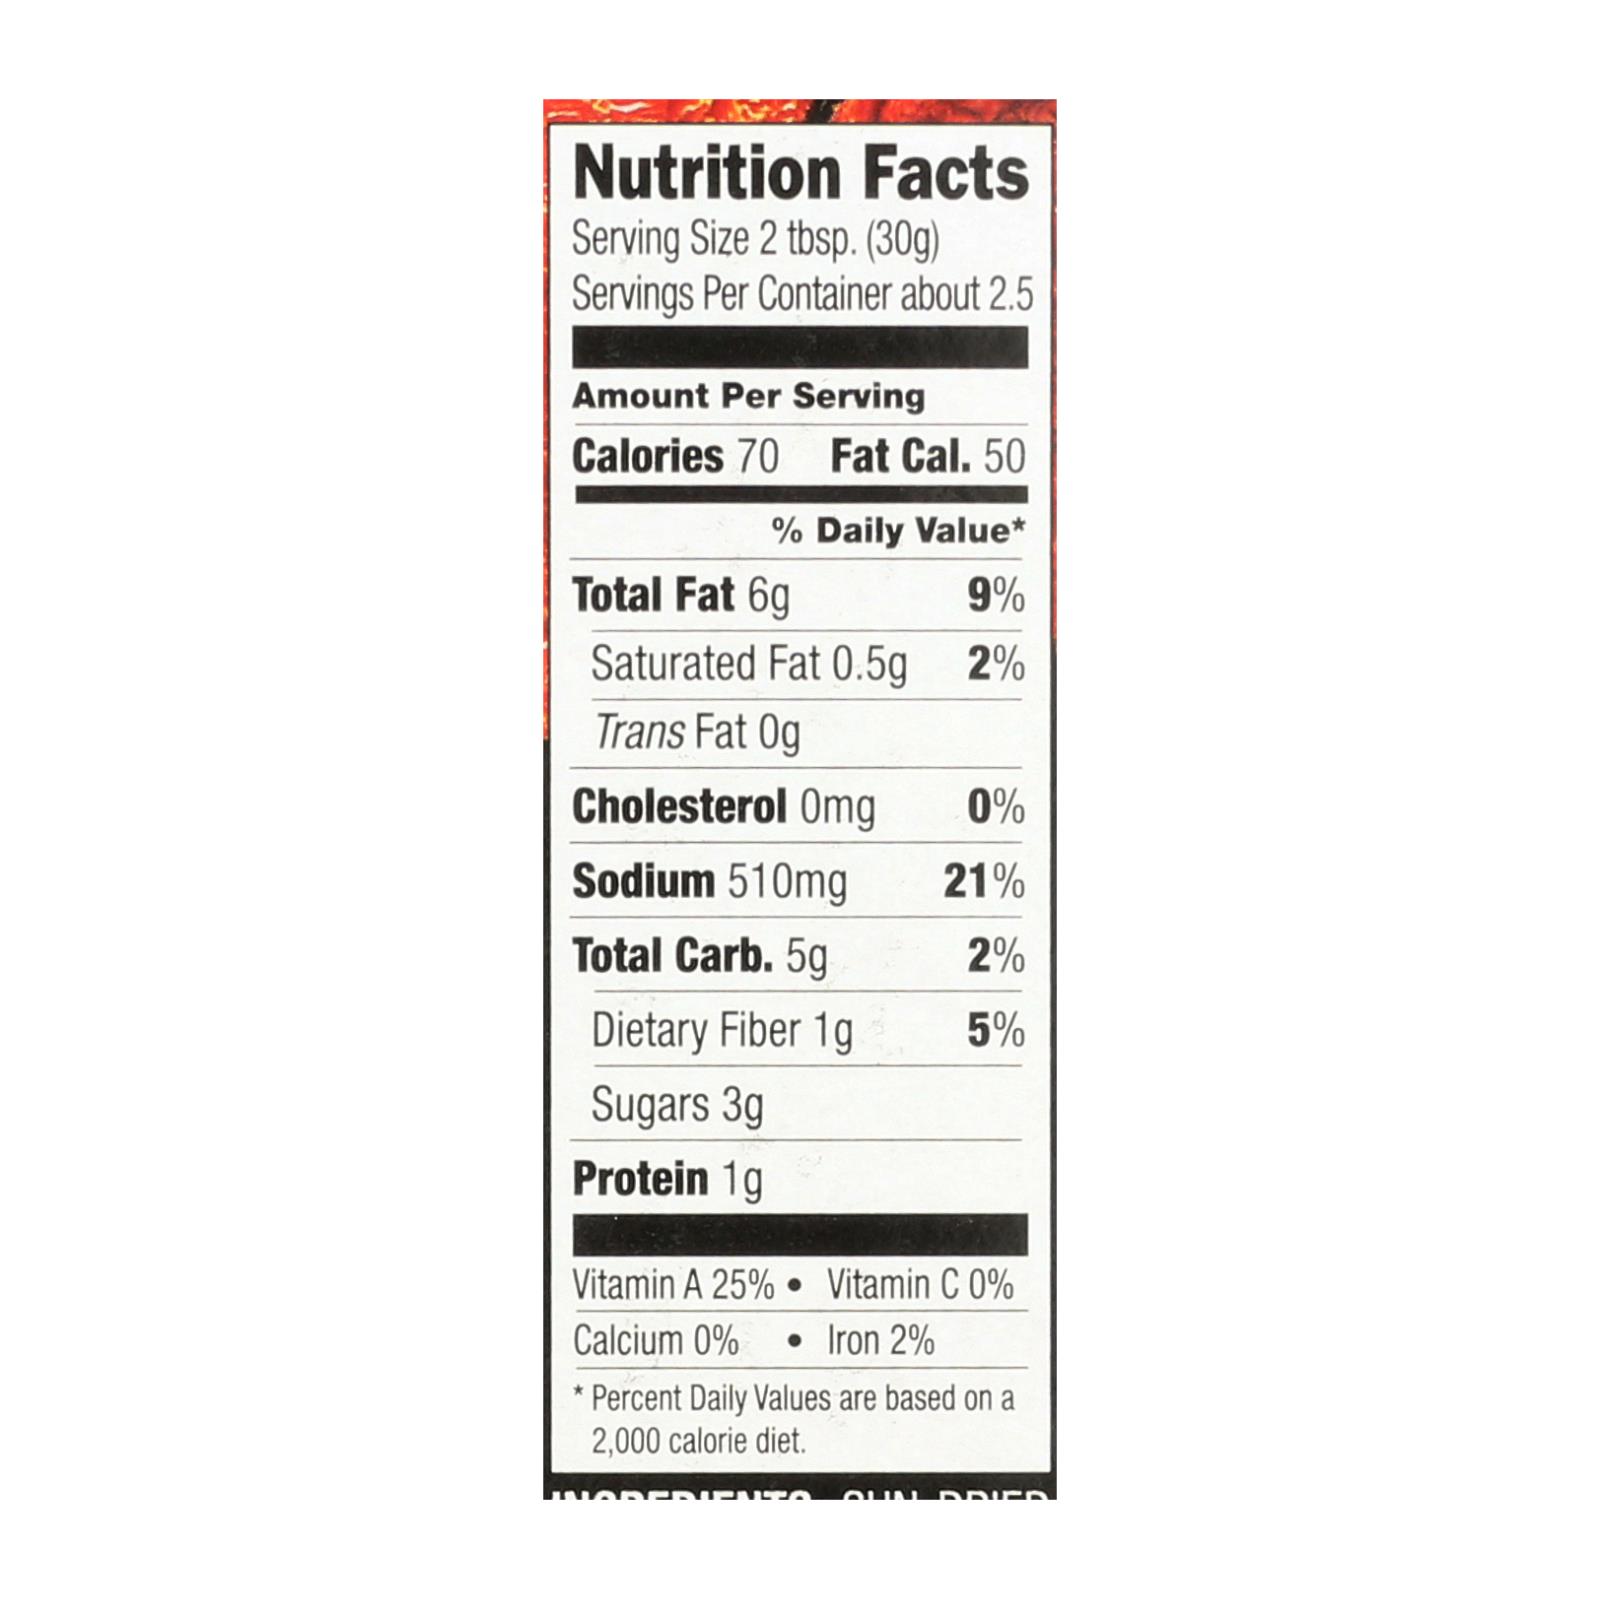 Nutrition Facts
Serving Size 2 tbsp. (30g)
Servings Per Container about 2.5
Amount Per Serving
Calories 70 Fat Cal. 50
% Daily Value*
Total Fat 6g 9%
Saturated Fat 0.5g 2%
Trans Fat 0g
Cholesterol 0mg 0%
Sodium 510mg 21%
Total Carb. 5g 2%
Dietary Fiber 1g 5%
Sugars 3g
Protein 1g
Vitamin A 25% • Vitamin C 0%
Calcium 0% • Iron 2%
* Percent Daily Values are based on a
2,000 calorie diet.
INGREDIENTS: SUN DRIED